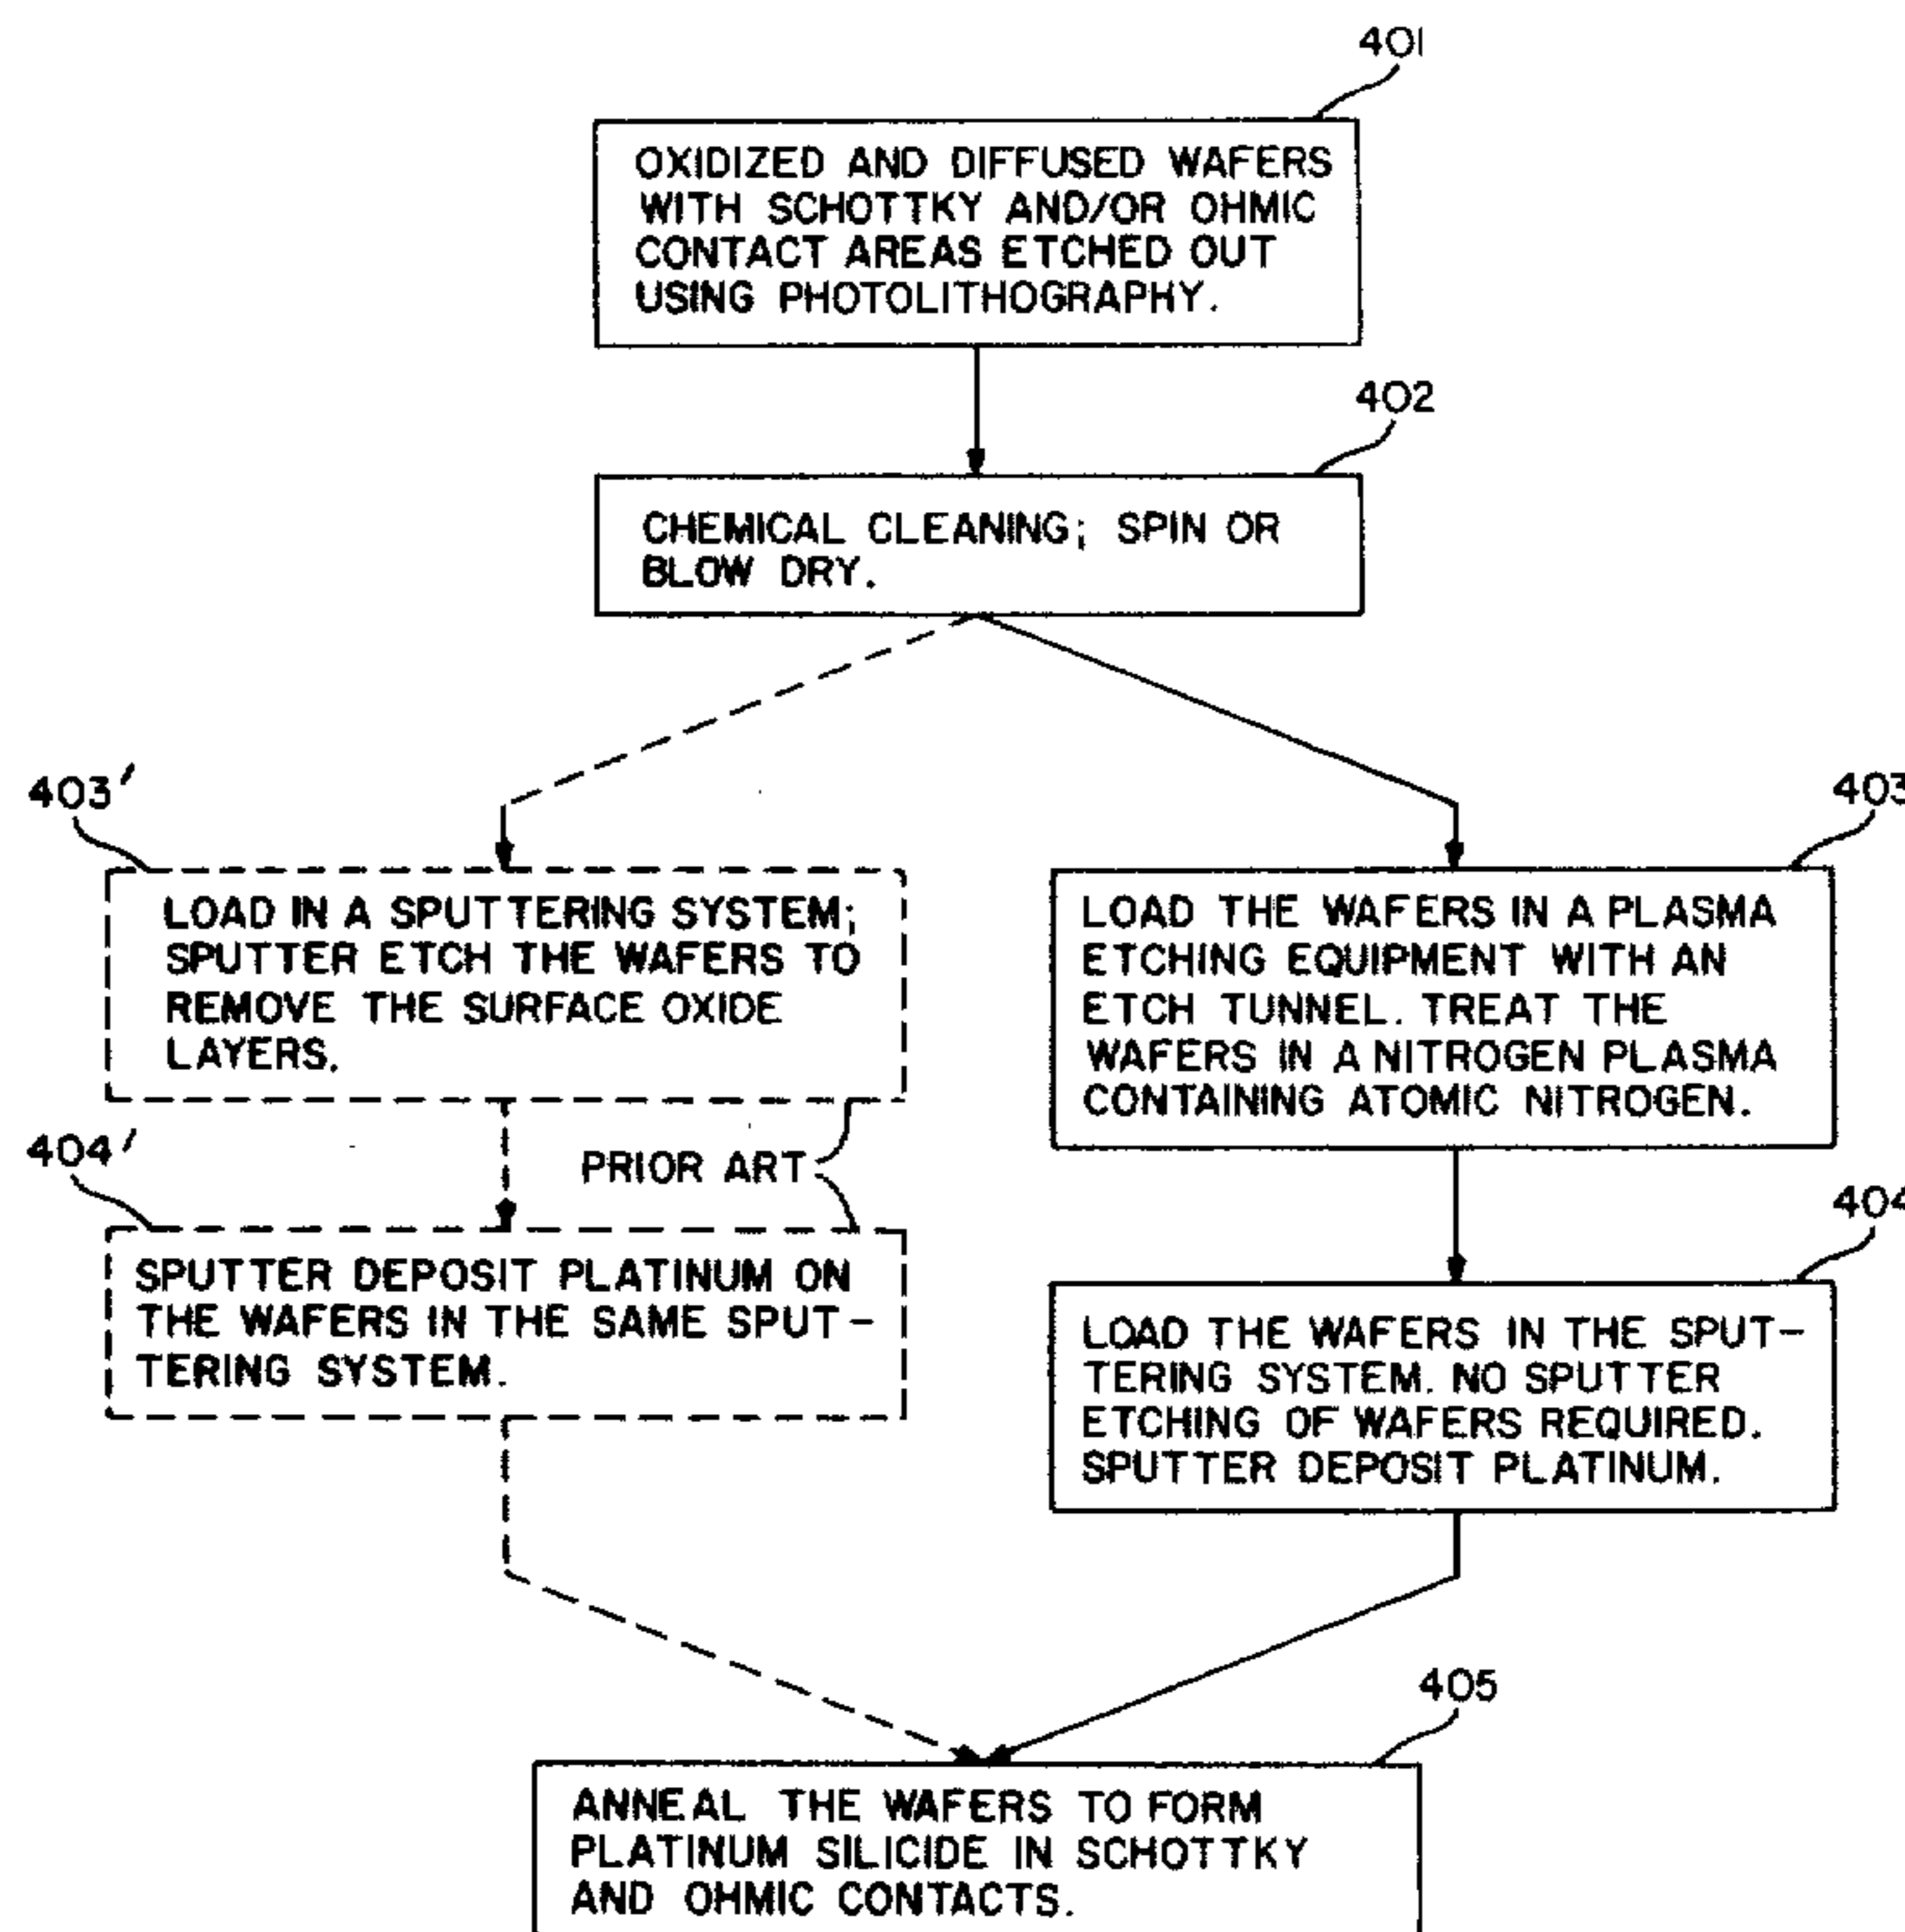 401
OXIDIZED AND DIFFUSED WAFERS
WITH SCHOTTKY AND/OR OHMIC
CONTACT AREAS ETCHED OUT
USING PHOTOLITHOGRAPHY.
402
CHEMICAL CLEANING; SPIN OR
BLOW DRY.
403'
LOAD IN A SPUTTERING SYSTEM;
SPUTTER ETCH THE WAFERS TO
REMOVE THE SURFACE OXIDE
LAYERS.
403
LOAD THE WAFERS IN A PLASMA
ETCHING EQUIPMENT WITH AN
ETCH TUNNEL. TREAT THE
WAFERS IN A NITROGEN PLASMA
CONTAINING ATOMIC NITROGEN.
PRIOR ART
404'
SPUTTER DEPOSIT PLATINUM ON
THE WAFERS IN THE SAME SPUT-
TERING SYSTEM.
404
LOAD THE WAFERS IN THE SPUT-
TERING SYSTEM. NO SPUTTER
ETCHING OF WAFERS REQUIRED.
SPUTTER DEPOSIT PLATINUM.
405
ANNEAL THE WAFERS TO FORM
PLATINUM SILICIDE IN SCHOTTKY
AND OHMIC CONTACTS.